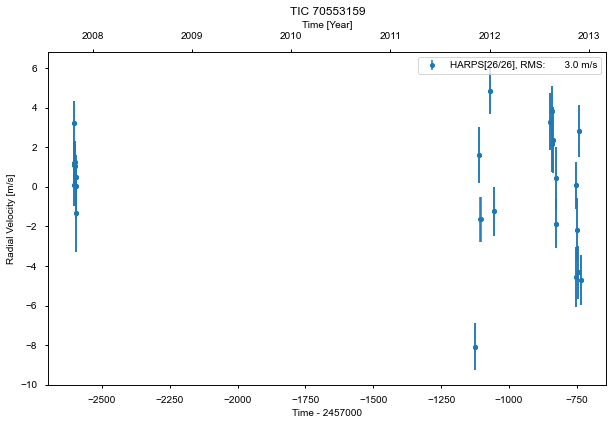 TIC 70553159
Time [Year]
2008 2009 2010 2011 2012 2013
HARPS[26/26], RMS: 3.0 m/s
Radial Velocity [m/s]
6
4
2
0
−2
−4
−6
−8
−10
−2500 −2250 −2000 −1750 −1500 −1250 −1000 −750
Time - 2457000